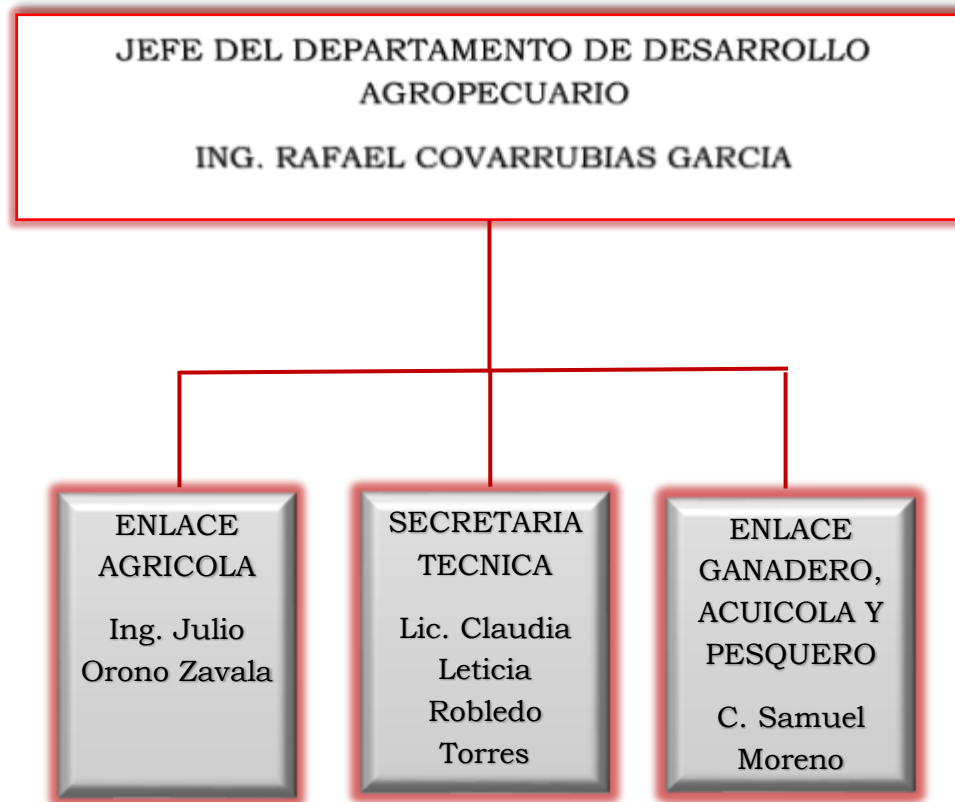 JEFE DEL DEPARTAMENTO DE DESARROLLO
AGROPECUARIO
ING. RAFAEL COVARRUBIAS GARCIA
ENLACE
AGRICOLA
Ing. Julio
Orono Zavala
SECRETARIA
TECNICA
Lic. Claudia
Leticia
Robledo
Torres
ENLACE
GANADERO,
ACUICOLA Y
PESQUERO
C. Samuel
Moreno